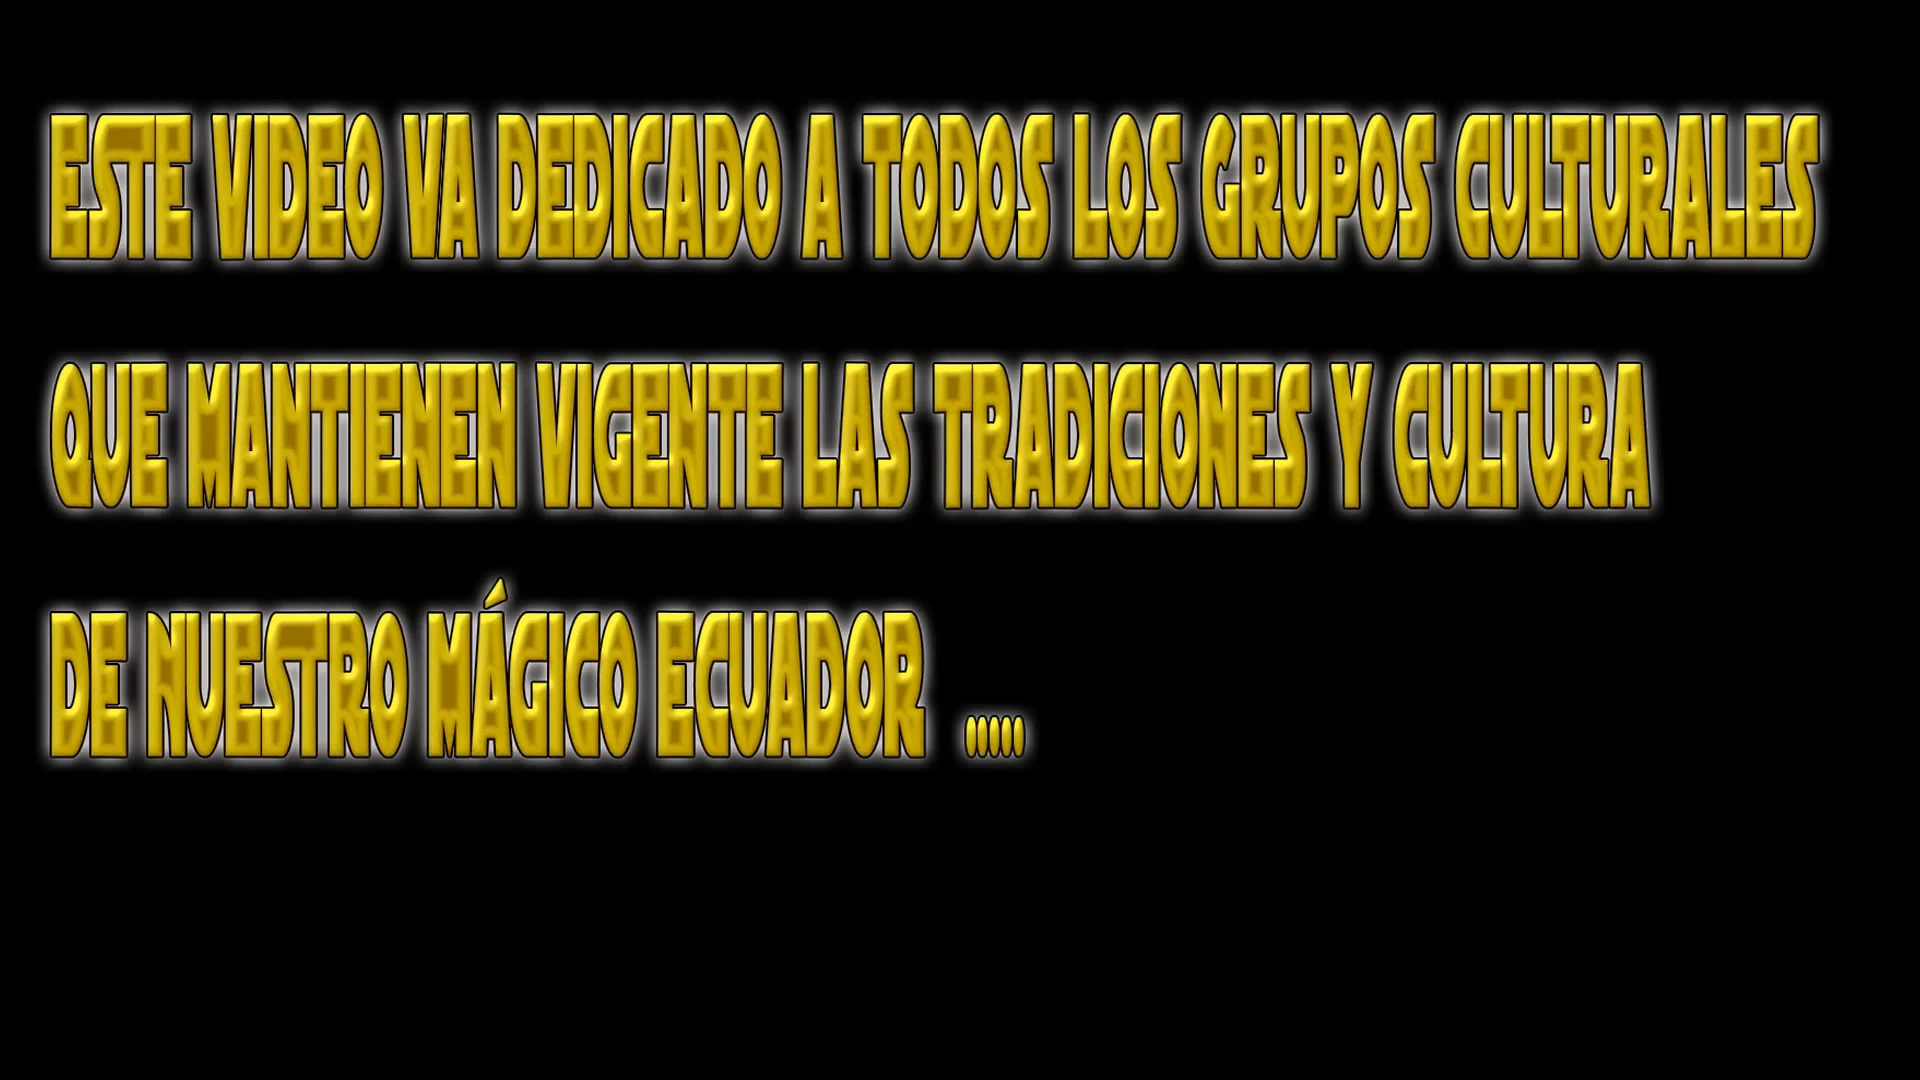 ESTE VIDEO VA DEDICADO A TODOS LOS GRUPOS CULTURALES
QUE MANTIENEN VIGENTE LAS TRADICIONES Y CULTURA
DE NUESTRO MÁGICO ECUADOR .....